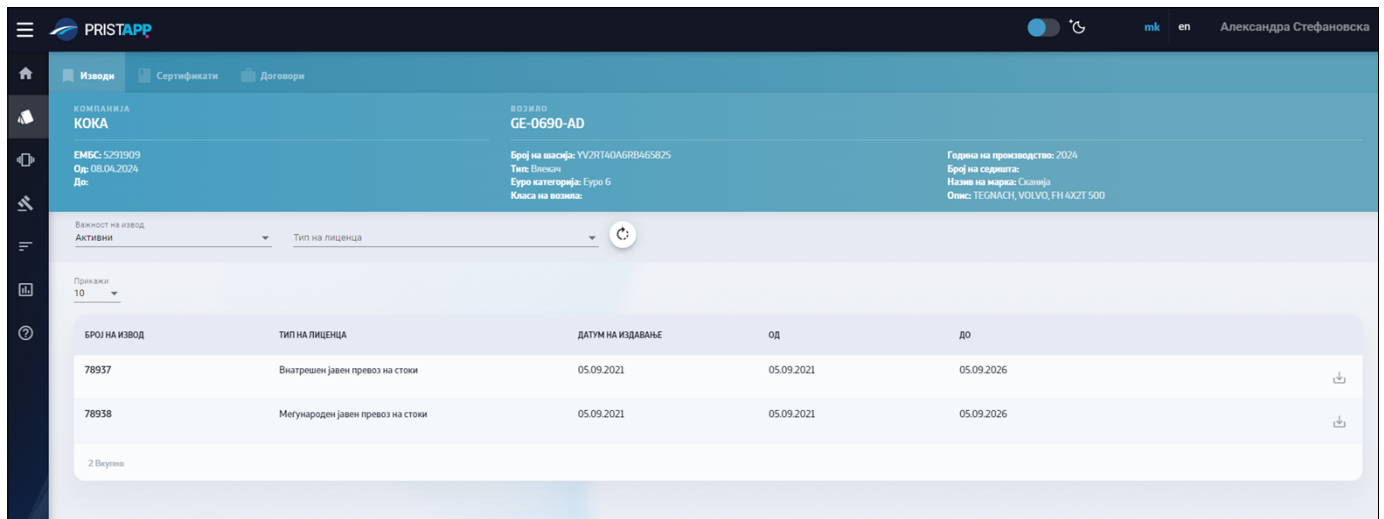 PRISTAPP
mk
en
Александра Стефановска
Изводи
Сертификати
Договори
КОМПАНИЈА
КОКА
ЕМБС: 5291909
Од: 08.04.2024
До:
ВОЗИЛО
GE-0690-AD
Број на шасија: YV2RT40A6RB465825
Тип: Влекач
Еуро категорија: Еуро 6
Класа на возила:
Година на производство: 2024
Број на седишта:
Назив на марка: Сканија
Опис: TEGNACH, VOLVO, FH 4X2T 500
Важност на извод
Активни
Тип на лиценца
Прикажи
10
БРОЈ НА ИЗВОД ТИП НА ЛИЦЕНЦА ДАТУМ НА ИЗДАВАЊЕ ОД ДО
78937 Внатрешен јавен превоз на стоки 05.09.2021 05.09.2021 05.09.2026
78938 Меѓународен јавен превоз на стоки 05.09.2021 05.09.2021 05.09.2026
2 Вкупно